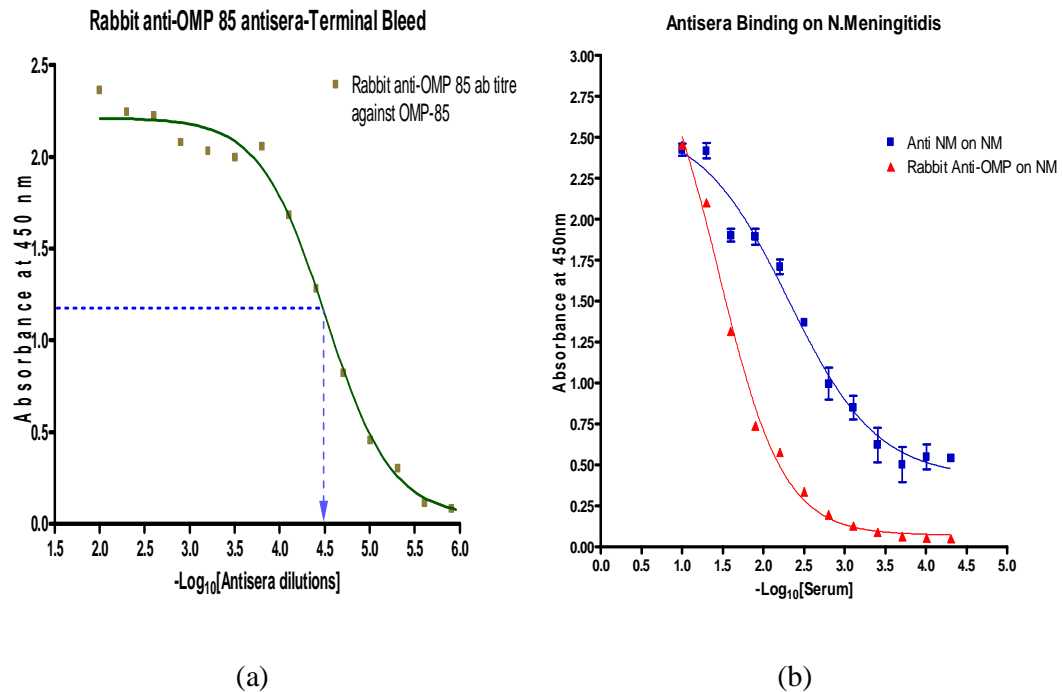 Rabbit anti-OMP 85 antisera-Terminal Bleed
2.5
2.0
1.5
1.0
0.5
0.0
Absorbance at 450 nm
Rabbit anti-OMP 85 ab titre
against OMP-85
1.5 2.0 2.5 3.0 3.5 4.0 4.5 5.0 5.5 6.0
-Log10[Antisera dilutions]
(a)
Antisera Binding on N.Meningitidis
3.00
2.75
2.50
2.25
2.00
1.75
1.50
1.25
1.00
0.75
0.50
0.25
0.00
Absorbance at 450nm
Anti NM on NM
Rabbit Anti-OMP on NM
0.0 0.5 1.0 1.5 2.0 2.5 3.0 3.5 4.0 4.5 5.0
-Log10[Serum]
(b)